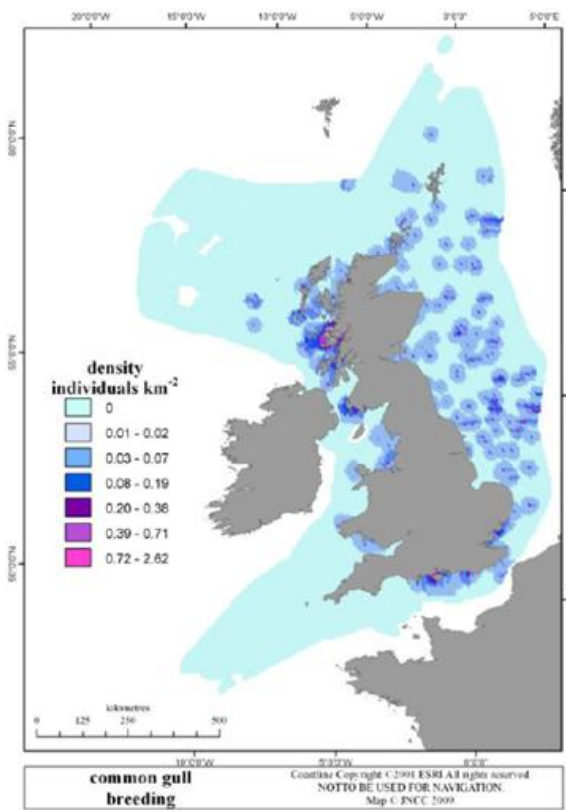 20°0'0"W 15°0'0"W 10°0'0"W 5°0'0"W 0°0'0" 5°0'0"E
60°0'0"N
55°0'0"N
density
individuals km⁻²
0
0.01 - 0.02
0.03 - 0.07
0.08 - 0.19
0.20 - 0.38
0.39 - 0.71
0.72 - 2.62
50°0'0"N
kilometres
0 125 250 500
10°0'0"W 5°0'0"W 0°0'0"
common gull
breeding
Coastline Copyright ©2001 ESRI All rights reserved
NOT TO BE USED FOR NAVIGATION.
Map © JNCC 2009